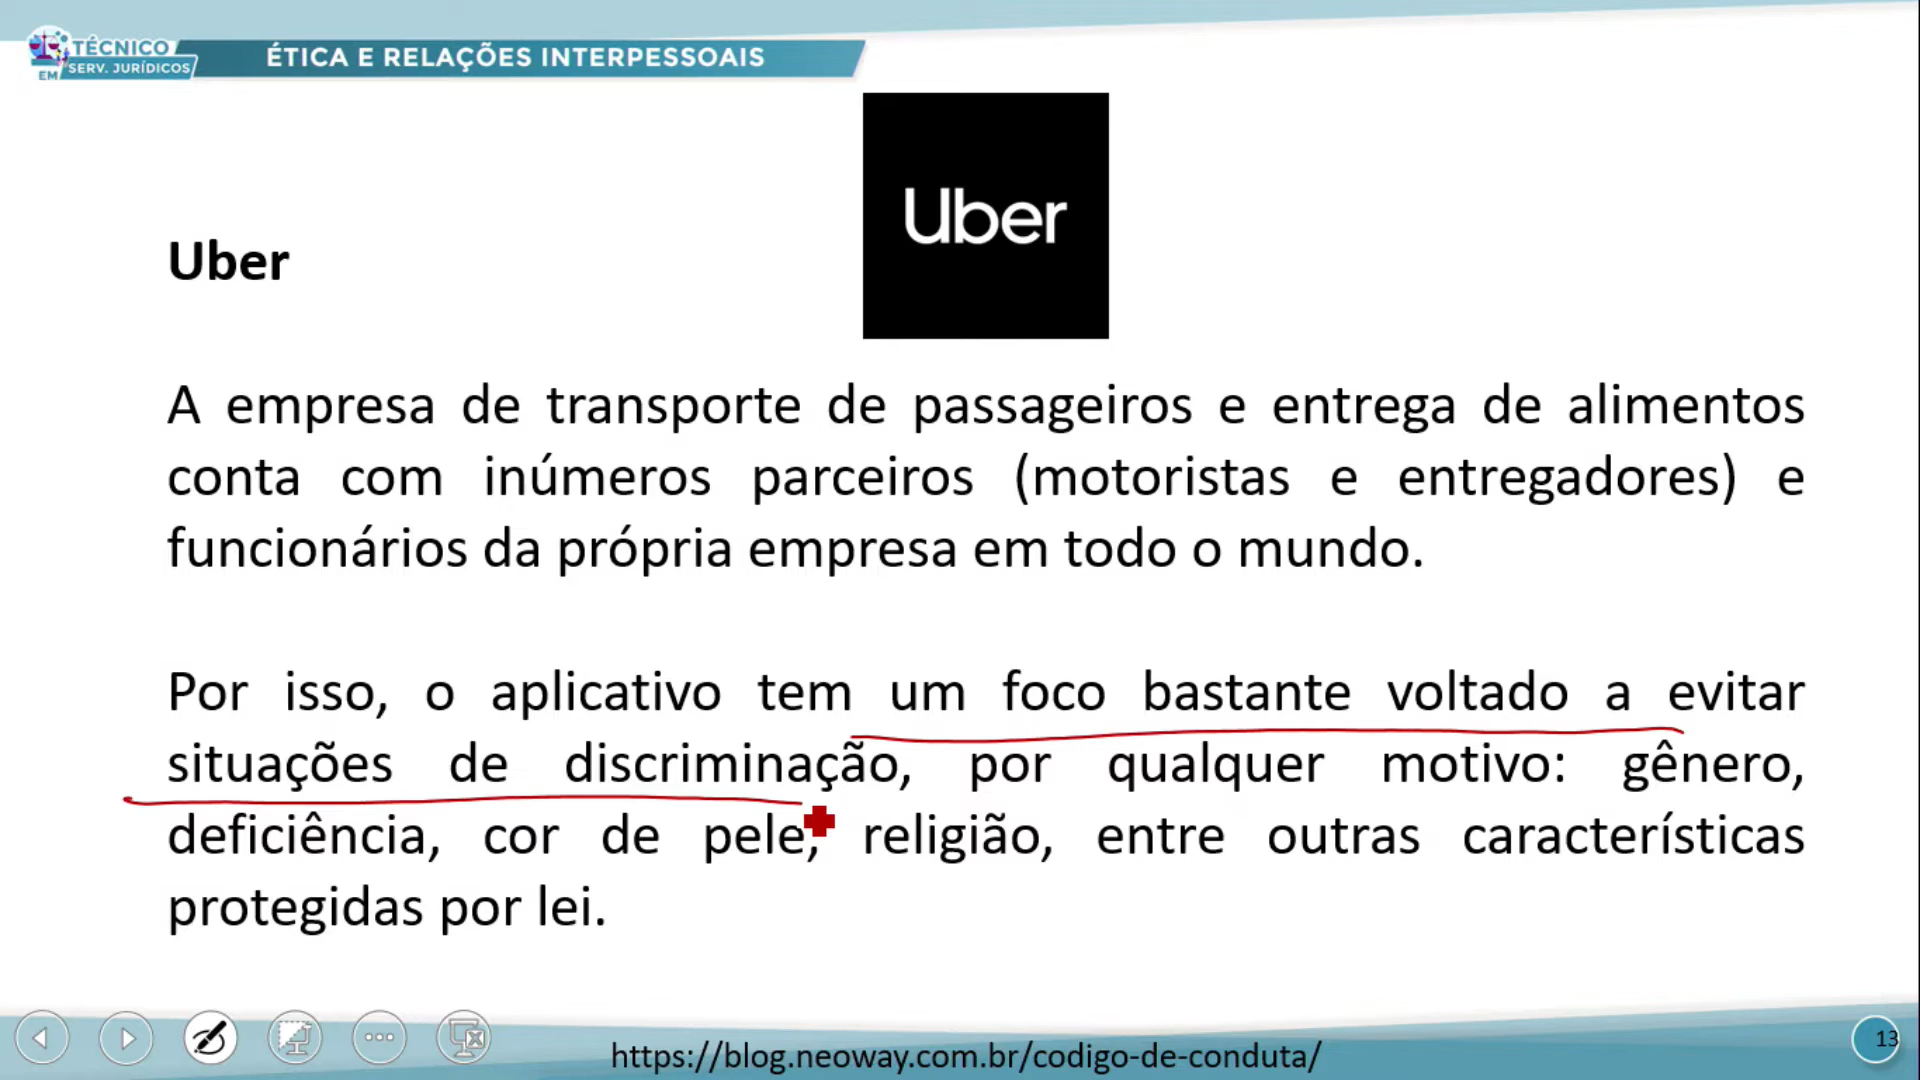 TÉCNICO
EM SERV. JURÍDICOS
ÉTICA E RELAÇÕES INTERPESSOAIS
Uber
Uber
A empresa de transporte de passageiros e entrega de alimentos
conta com inúmeros parceiros (motoristas e entregadores) e
funcionários da própria empresa em todo o mundo.
Por isso, o aplicativo tem um foco bastante voltado a evitar
situações de discriminação, por qualquer motivo: gênero,
deficiência, cor de pele, religião, entre outras características
protegidas por lei.
https://blog.neoway.com.br/codigo-de-conduta/
13